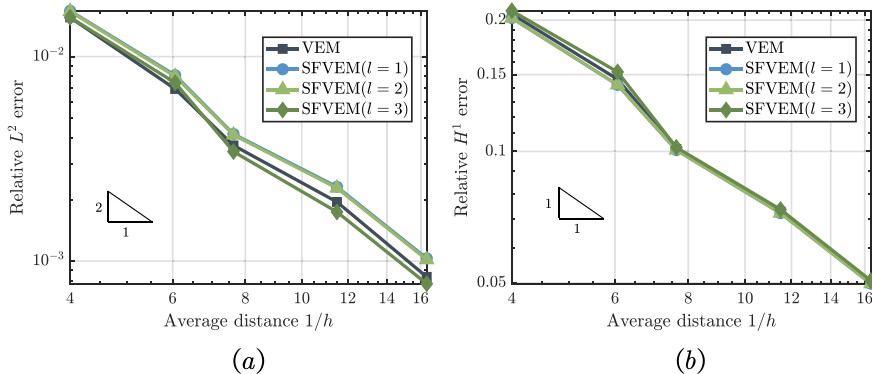 10⁻²
10⁻³
Relative L² error
VEM
SFVEM(l = 1)
SFVEM(l = 2)
SFVEM(l = 3)
2
1
4 6 8 10 12 14 16
Average distance 1/h
(a)
0.2
0.15
0.1
0.05
Relative H¹ error
VEM
SFVEM(l = 1)
SFVEM(l = 2)
SFVEM(l = 3)
1
1
4 6 8 10 12 14 16
Average distance 1/h
(b)